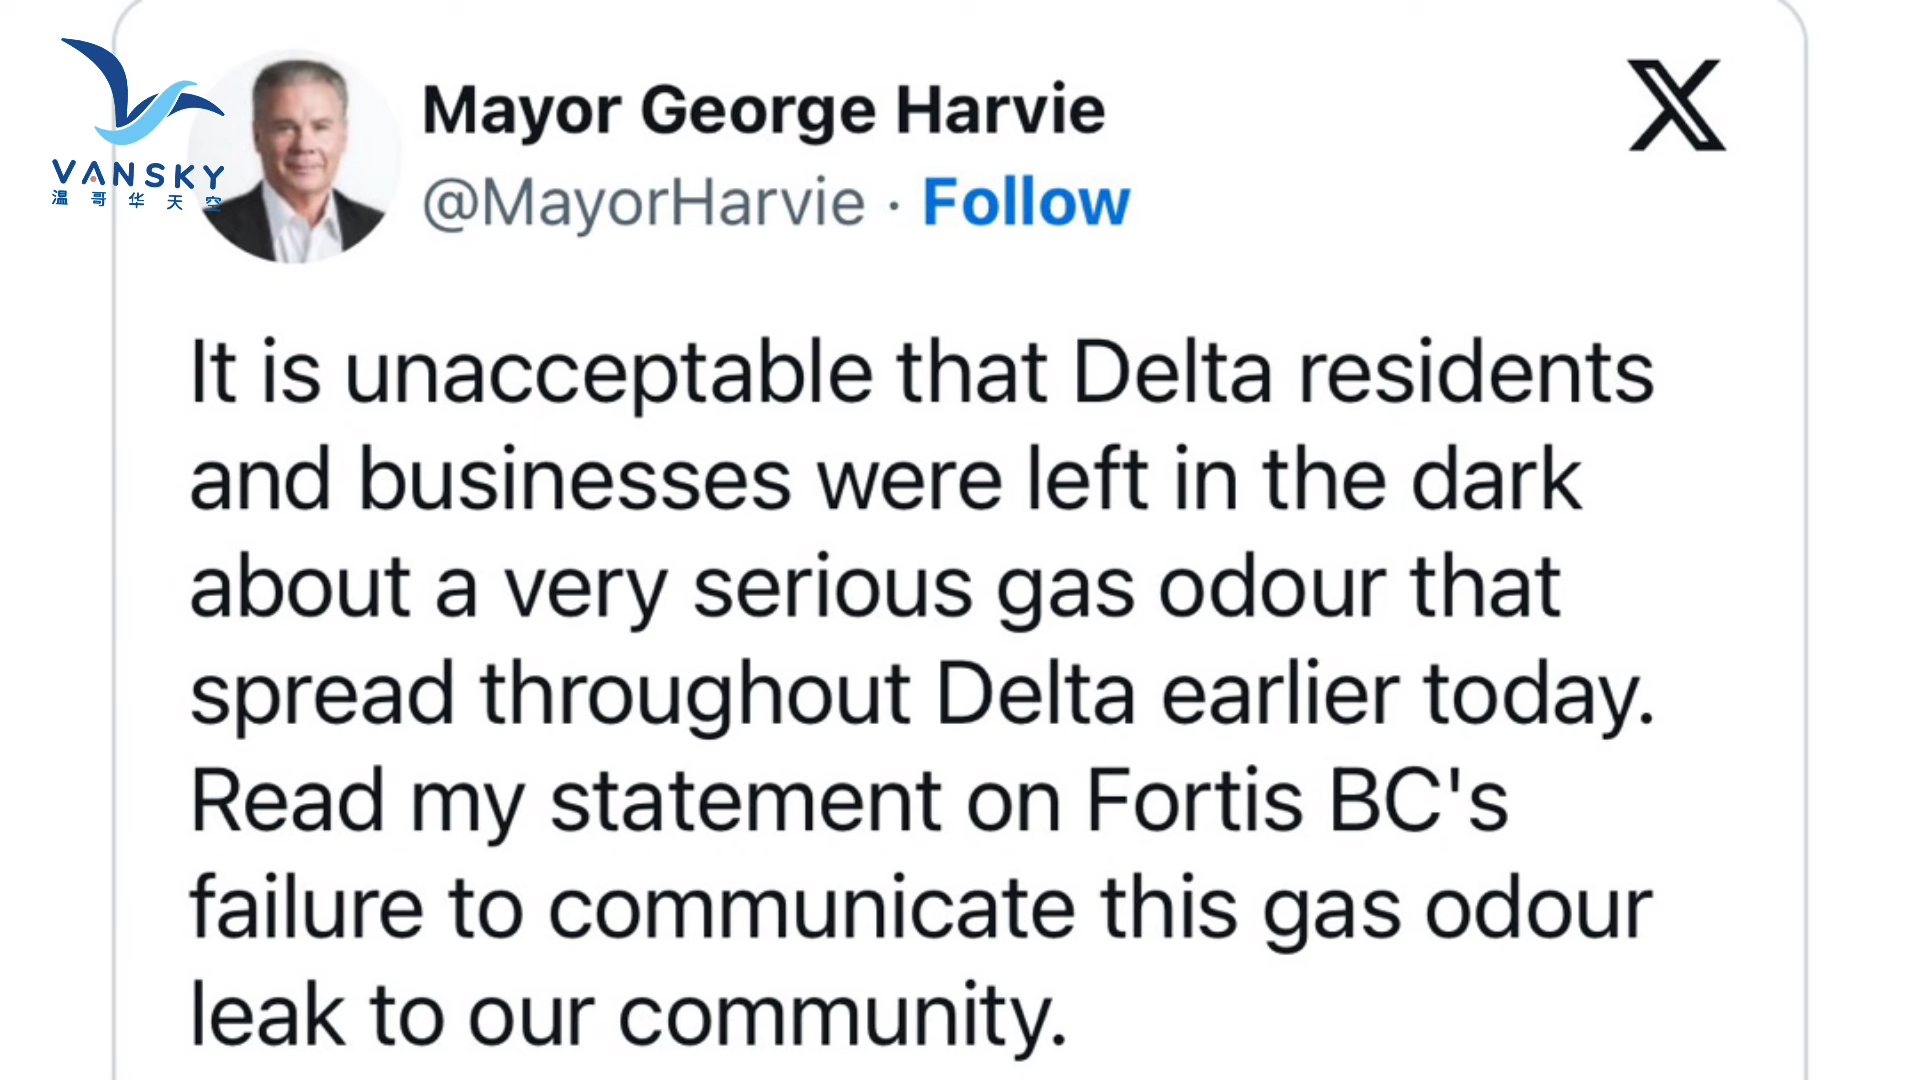 VANSKY
温哥华天空
Mayor George Harvie
@MayorHarvie · Follow
It is unacceptable that Delta residents
and businesses were left in the dark
about a very serious gas odour that
spread throughout Delta earlier today.
Read my statement on Fortis BC's
failure to communicate this gas odour
leak to our community.